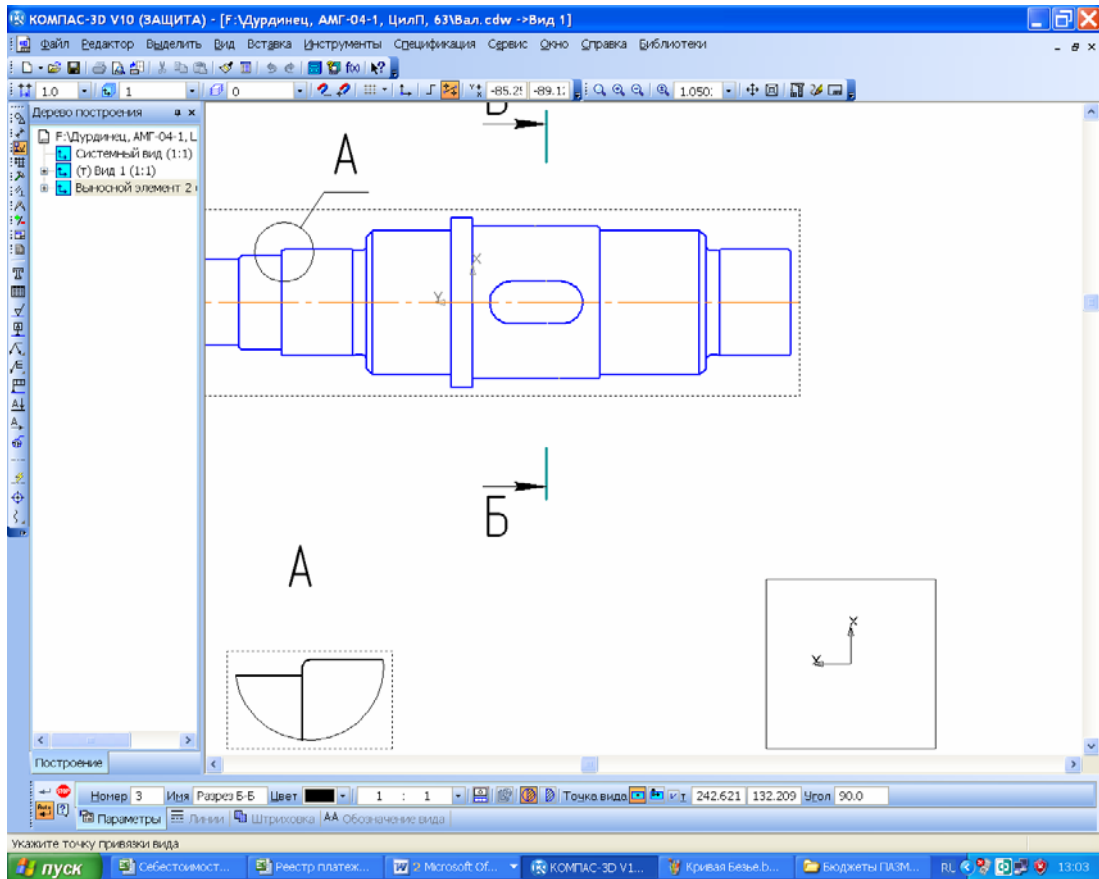 КОМПАС-3D V10 (ЗАЩИТА) - [F:\Дурдинец, АМГ-04-1, ЦилП, 63\Вал.cdw ->Вид 1]
Файл Редактор Выделить Вид Вставка Инструменты Спецификация Сервис Окно Справка Библиотеки
1.0 1 0 -85.25 1.050:
Дерево построения
F:\Дурдинец, АМГ-04-1, L
Системный вид (1:1)
(т) Вид 1 (1:1)
Выносной элемент 2
А
X
Y
Б
А
X
Y
Построение
Номер 3 Имя Разрез Б-Б Цвет 1 : 1 Точка вида 242.621 132.209 Угол 90.0
Параметры Линии Штриховка АА Обозначение вида
Укажите точку привязки вида
пуск Себестоимост... Реестр платеж... 2 Microsoft Of... КОМПАС-3D V1... Кривая Безье.b... Бюджеты ПАЗМ... RL 13:03